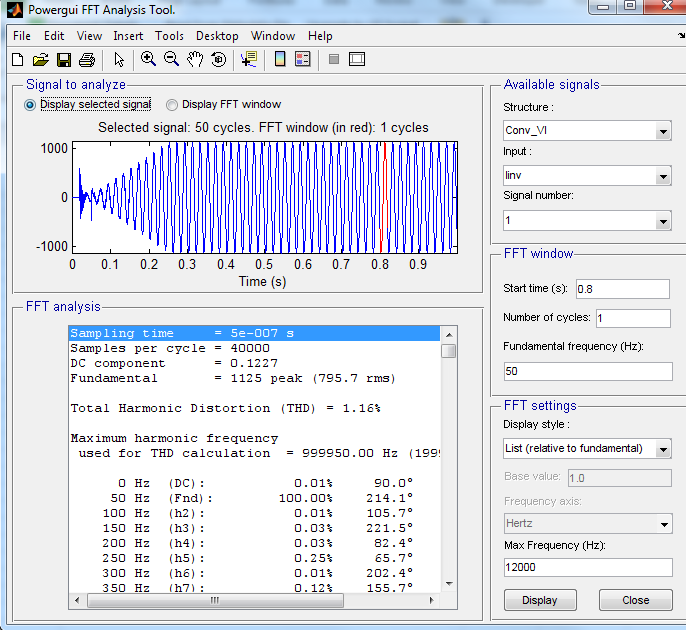 Powergui FFT Analysis Tool.
File Edit View Insert Tools Desktop Window Help
Signal to analyze
Display selected signal Display FFT window
Selected signal: 50 cycles. FFT window (in red): 1 cycles
1000
0
-1000
0 0.1 0.2 0.3 0.4 0.5 0.6 0.7 0.8 0.9
Time (s)
FFT analysis
Sampling time = 5e-007 s
Samples per cycle = 40000
DC component = 0.1227
Fundamental = 1125 peak (795.7 rms)
Total Harmonic Distortion (THD) = 1.16%
Maximum harmonic frequency
used for THD calculation = 999950.00 Hz (199
0 Hz (DC): 0.01% 90.0°
50 Hz (Fnd): 100.00% 214.1°
100 Hz (h2): 0.01% 105.7°
150 Hz (h3): 0.03% 221.5°
200 Hz (h4): 0.03% 82.4°
250 Hz (h5): 0.25% 65.7°
300 Hz (h6): 0.01% 202.4°
350 Hz (h7): 0.12% 155.7°
Available signals
Structure :
Conv_VI
Input :
Iinv
Signal number:
1
FFT window
Start time (s): 0.8
Number of cycles: 1
Fundamental frequency (Hz):
50
FFT settings
Display style :
List (relative to fundamental)
Base value: 1.0
Frequency axis:
Hertz
Max Frequency (Hz):
12000
Display Close